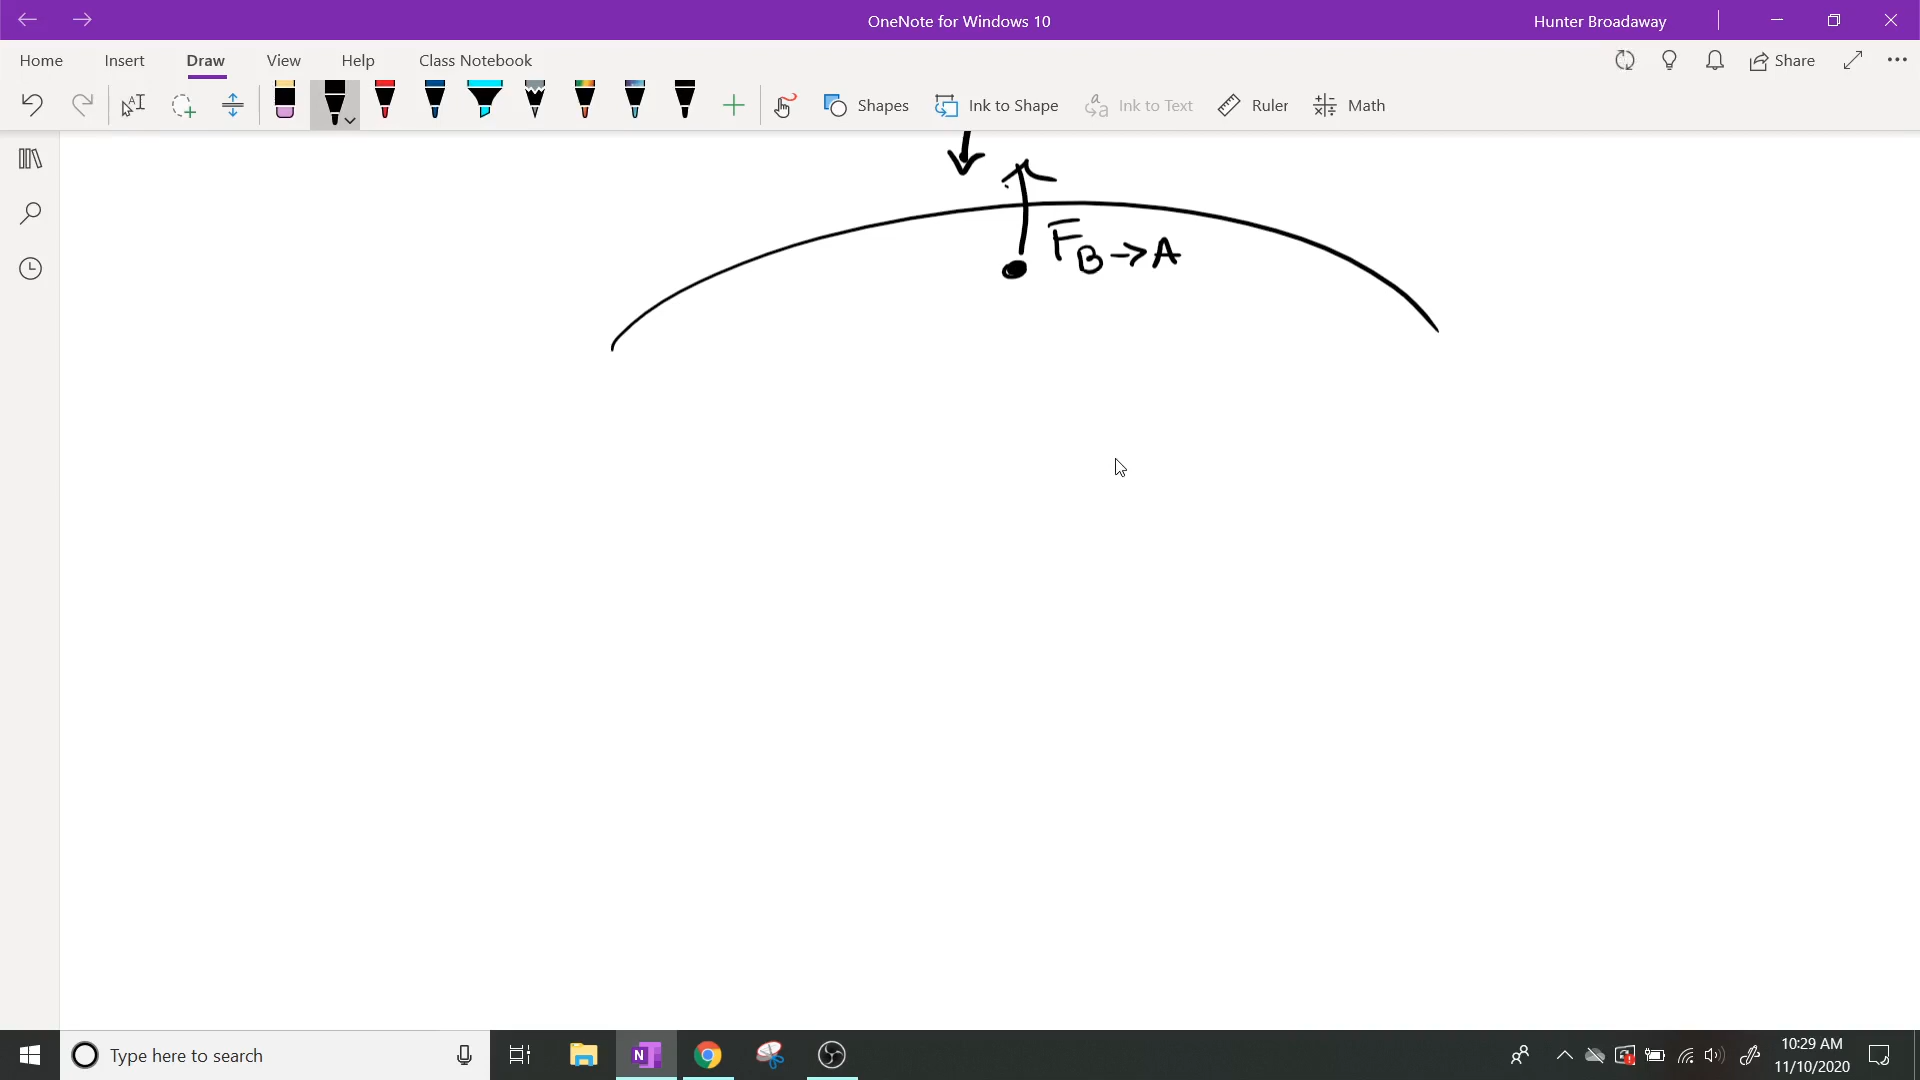 OneNote for Windows 10
Hunter Broadaway
Home Insert Draw View Help Class Notebook
Share
Shapes Ink to Shape Ink to Text Ruler Math
F B → A
Type here to search
10:29 AM
11/10/2020